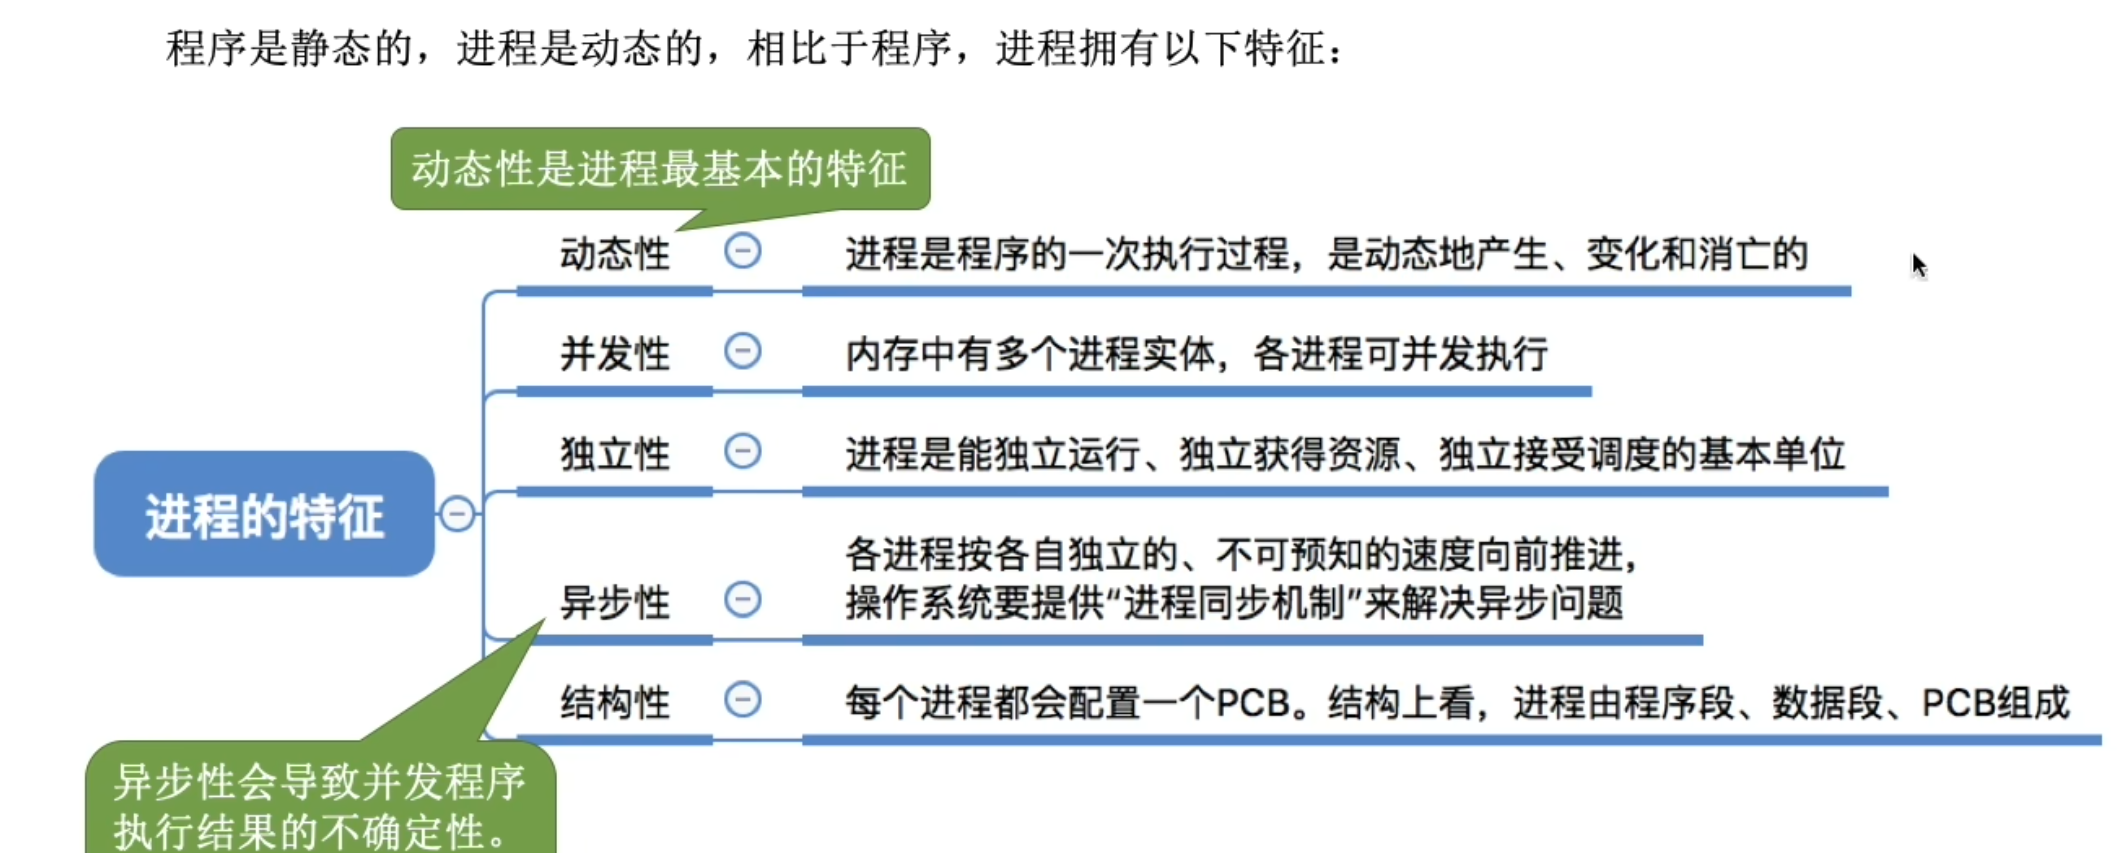 程序是静态的，进程是动态的，相比于程序，进程拥有以下特征：
动态性是进程最基本的特征
动态性
进程是程序的一次执行过程，是动态地产生、变化和消亡的
并发性
内存中有多个进程实体，各进程可并发执行
独立性
进程是能独立运行、独立获得资源、独立接受调度的基本单位
进程的特征
异步性
各进程按各自独立的、不可预知的速度向前推进，
操作系统要提供“进程同步机制”来解决异步问题
结构性
每个进程都会配置一个PCB。结构上看，进程由程序段、数据段、PCB组成
异步性会导致并发程序
执行结果的不确定性。